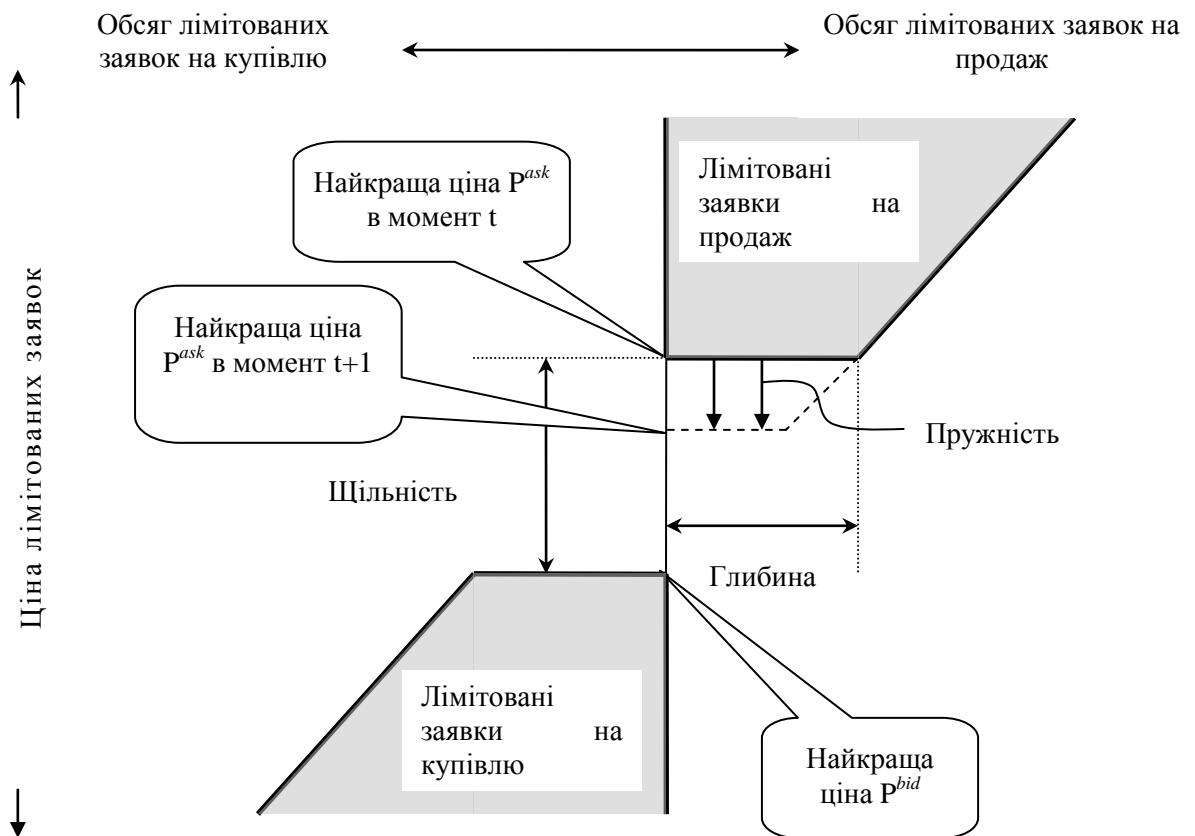 Обсяг лімітованих
заявок на купівлю
Обсяг лімітованих заявок на
продаж
Найкраща ціна P^ask
в момент t
Лімітовані
заявки на
продаж
Найкраща ціна
P^ask в момент t+1
Ціна лімітованих заявок
Пружність
Щільність
Глибина
Лімітовані
заявки на
купівлю
Найкраща
ціна P^bid